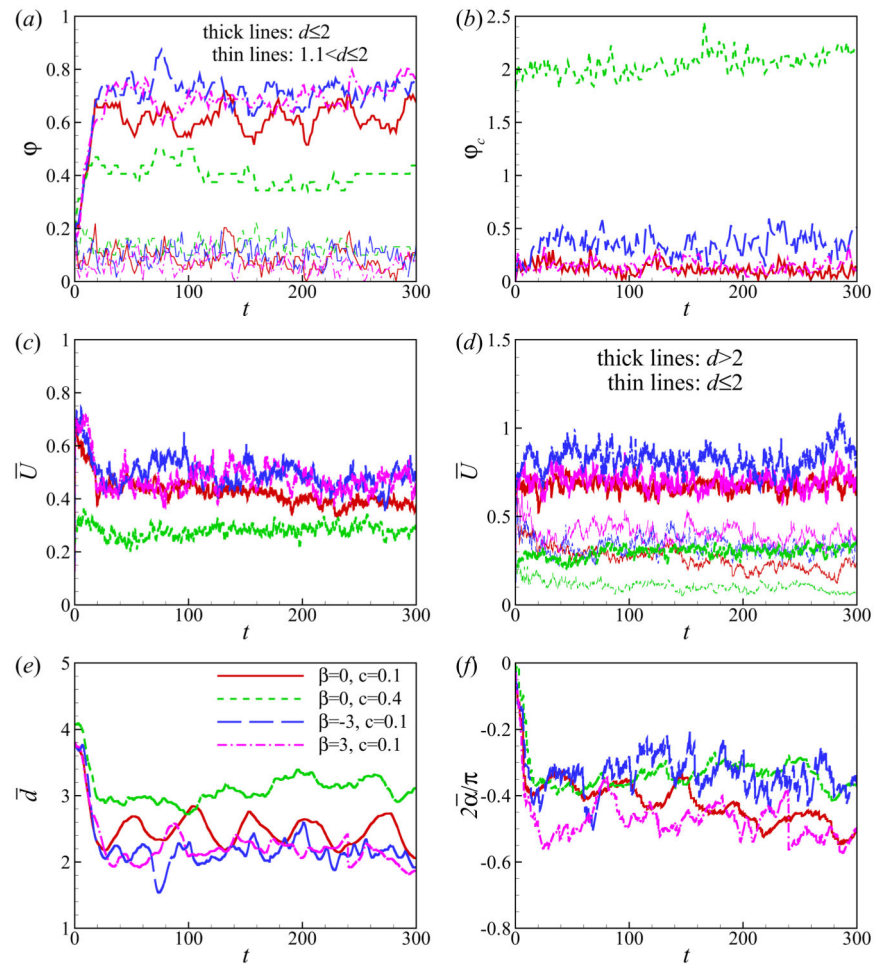 (a)
thick lines: d≤2
thin lines: 1.1<d≤2
φ
1
0.8
0.6
0.4
0.2
0
0 100 200 300
t
(b)
φc
2.5
2
1.5
1
0.5
0
0 100 200 300
t
(c)
U̅
1
0.8
0.6
0.4
0.2
0
0 100 200 300
t
(d)
thick lines: d>2
thin lines: d≤2
U̅
1.5
1
0.5
0
0 100 200 300
t
(e)
β=0, c=0.1
β=0, c=0.4
β=-3, c=0.1
β=3, c=0.1
d̅
5
4
3
2
1
0 100 200 300
t
(f)
2α̅/π
0
-0.2
-0.4
-0.6
-0.8
0 100 200 300
t